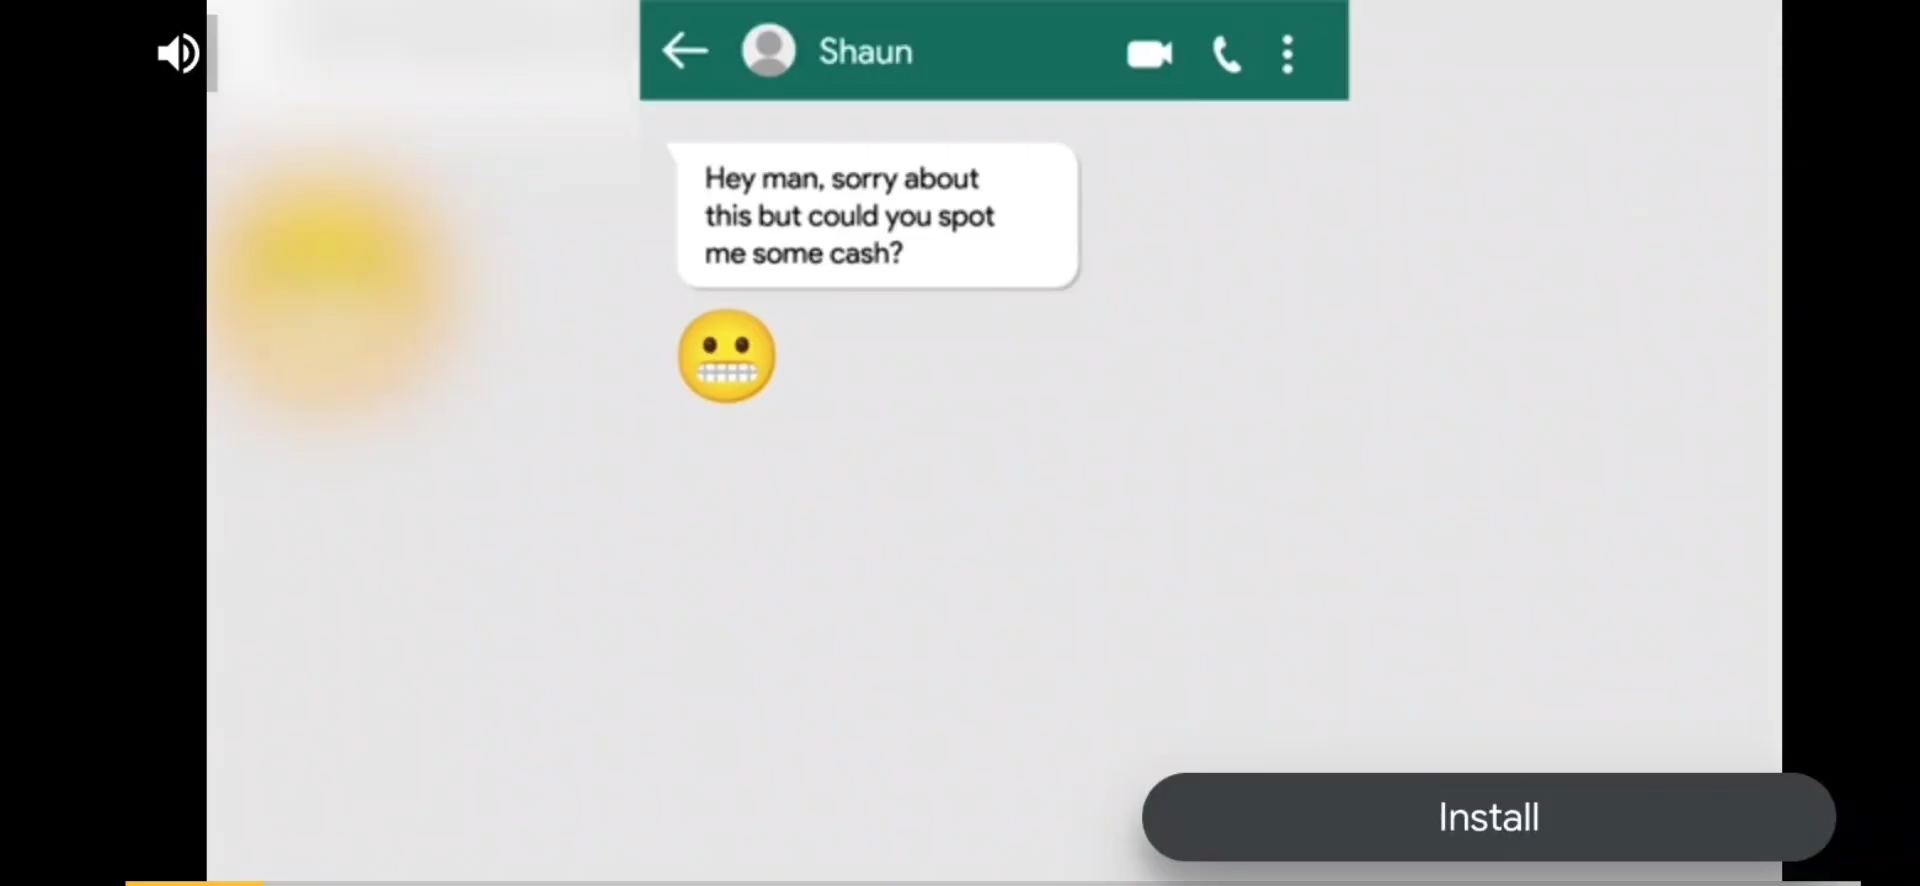 Shaun
Hey man, sorry about
this but could you spot
me some cash?
Install